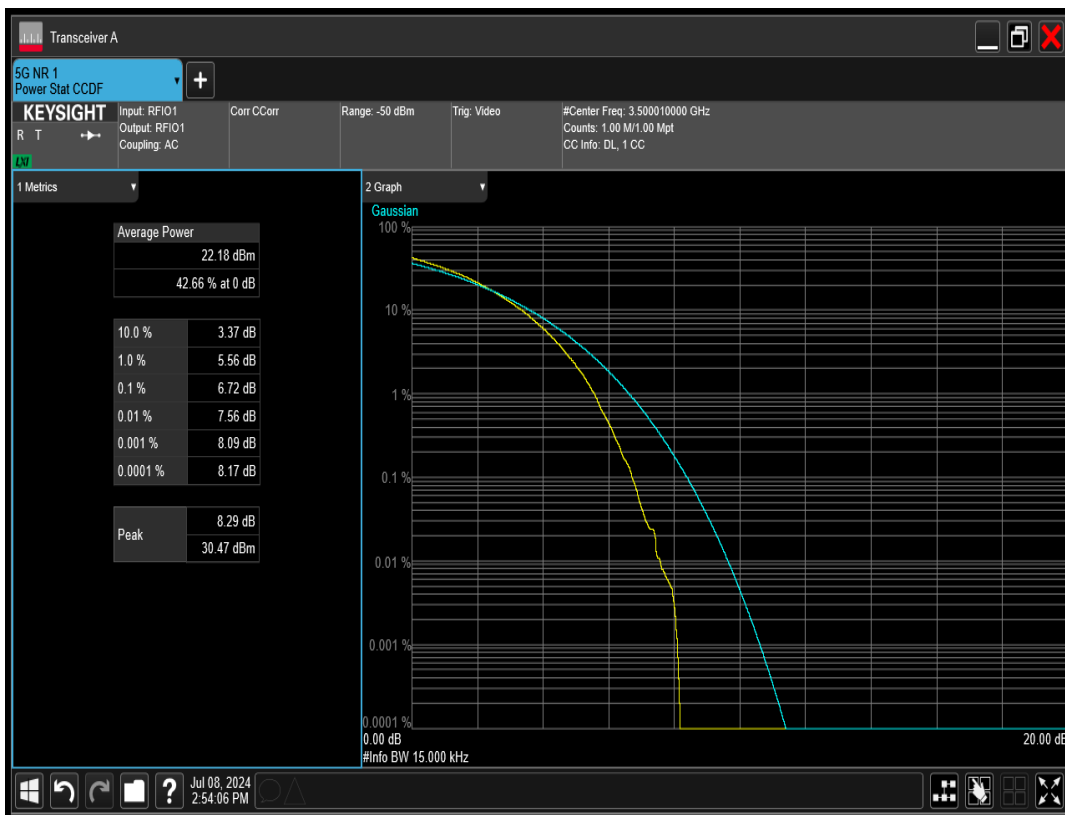 Transceiver A
5G NR 1
Power Stat CCDF
+
KEYSIGHT
R T
LXI
Input: RFIO1
Output: RFIO1
Coupling: AC
Corr CCorr
Range: -50 dBm
Trig: Video
#Center Freq: 3.500010000 GHz
Counts: 1.00 M/1.00 Mpt
CC Info: DL, 1 CC
1 Metrics
Average Power
22.18 dBm
42.66 % at 0 dB
10.0 % 3.37 dB
1.0 % 5.56 dB
0.1 % 6.72 dB
0.01 % 7.56 dB
0.001 % 8.09 dB
0.0001 % 8.17 dB
Peak
8.29 dB
30.47 dBm
2 Graph
Gaussian
100 %
10 %
1 %
0.1 %
0.01 %
0.001 %
0.0001 %
0.00 dB 20.00 dB
#Info BW 15.000 kHz
?
Jul 08, 2024
2:54:06 PM